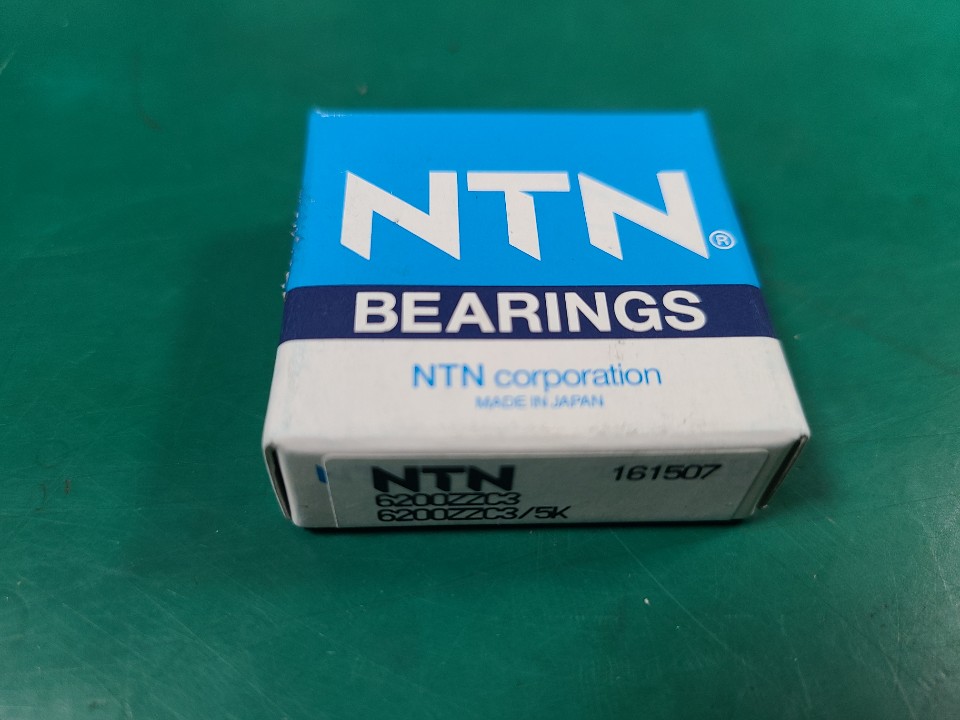 NTN®
BEARINGS
NTN corporation
MADE IN JAPAN
NTN 161507
6200ZZC3
6200ZZC3/5K